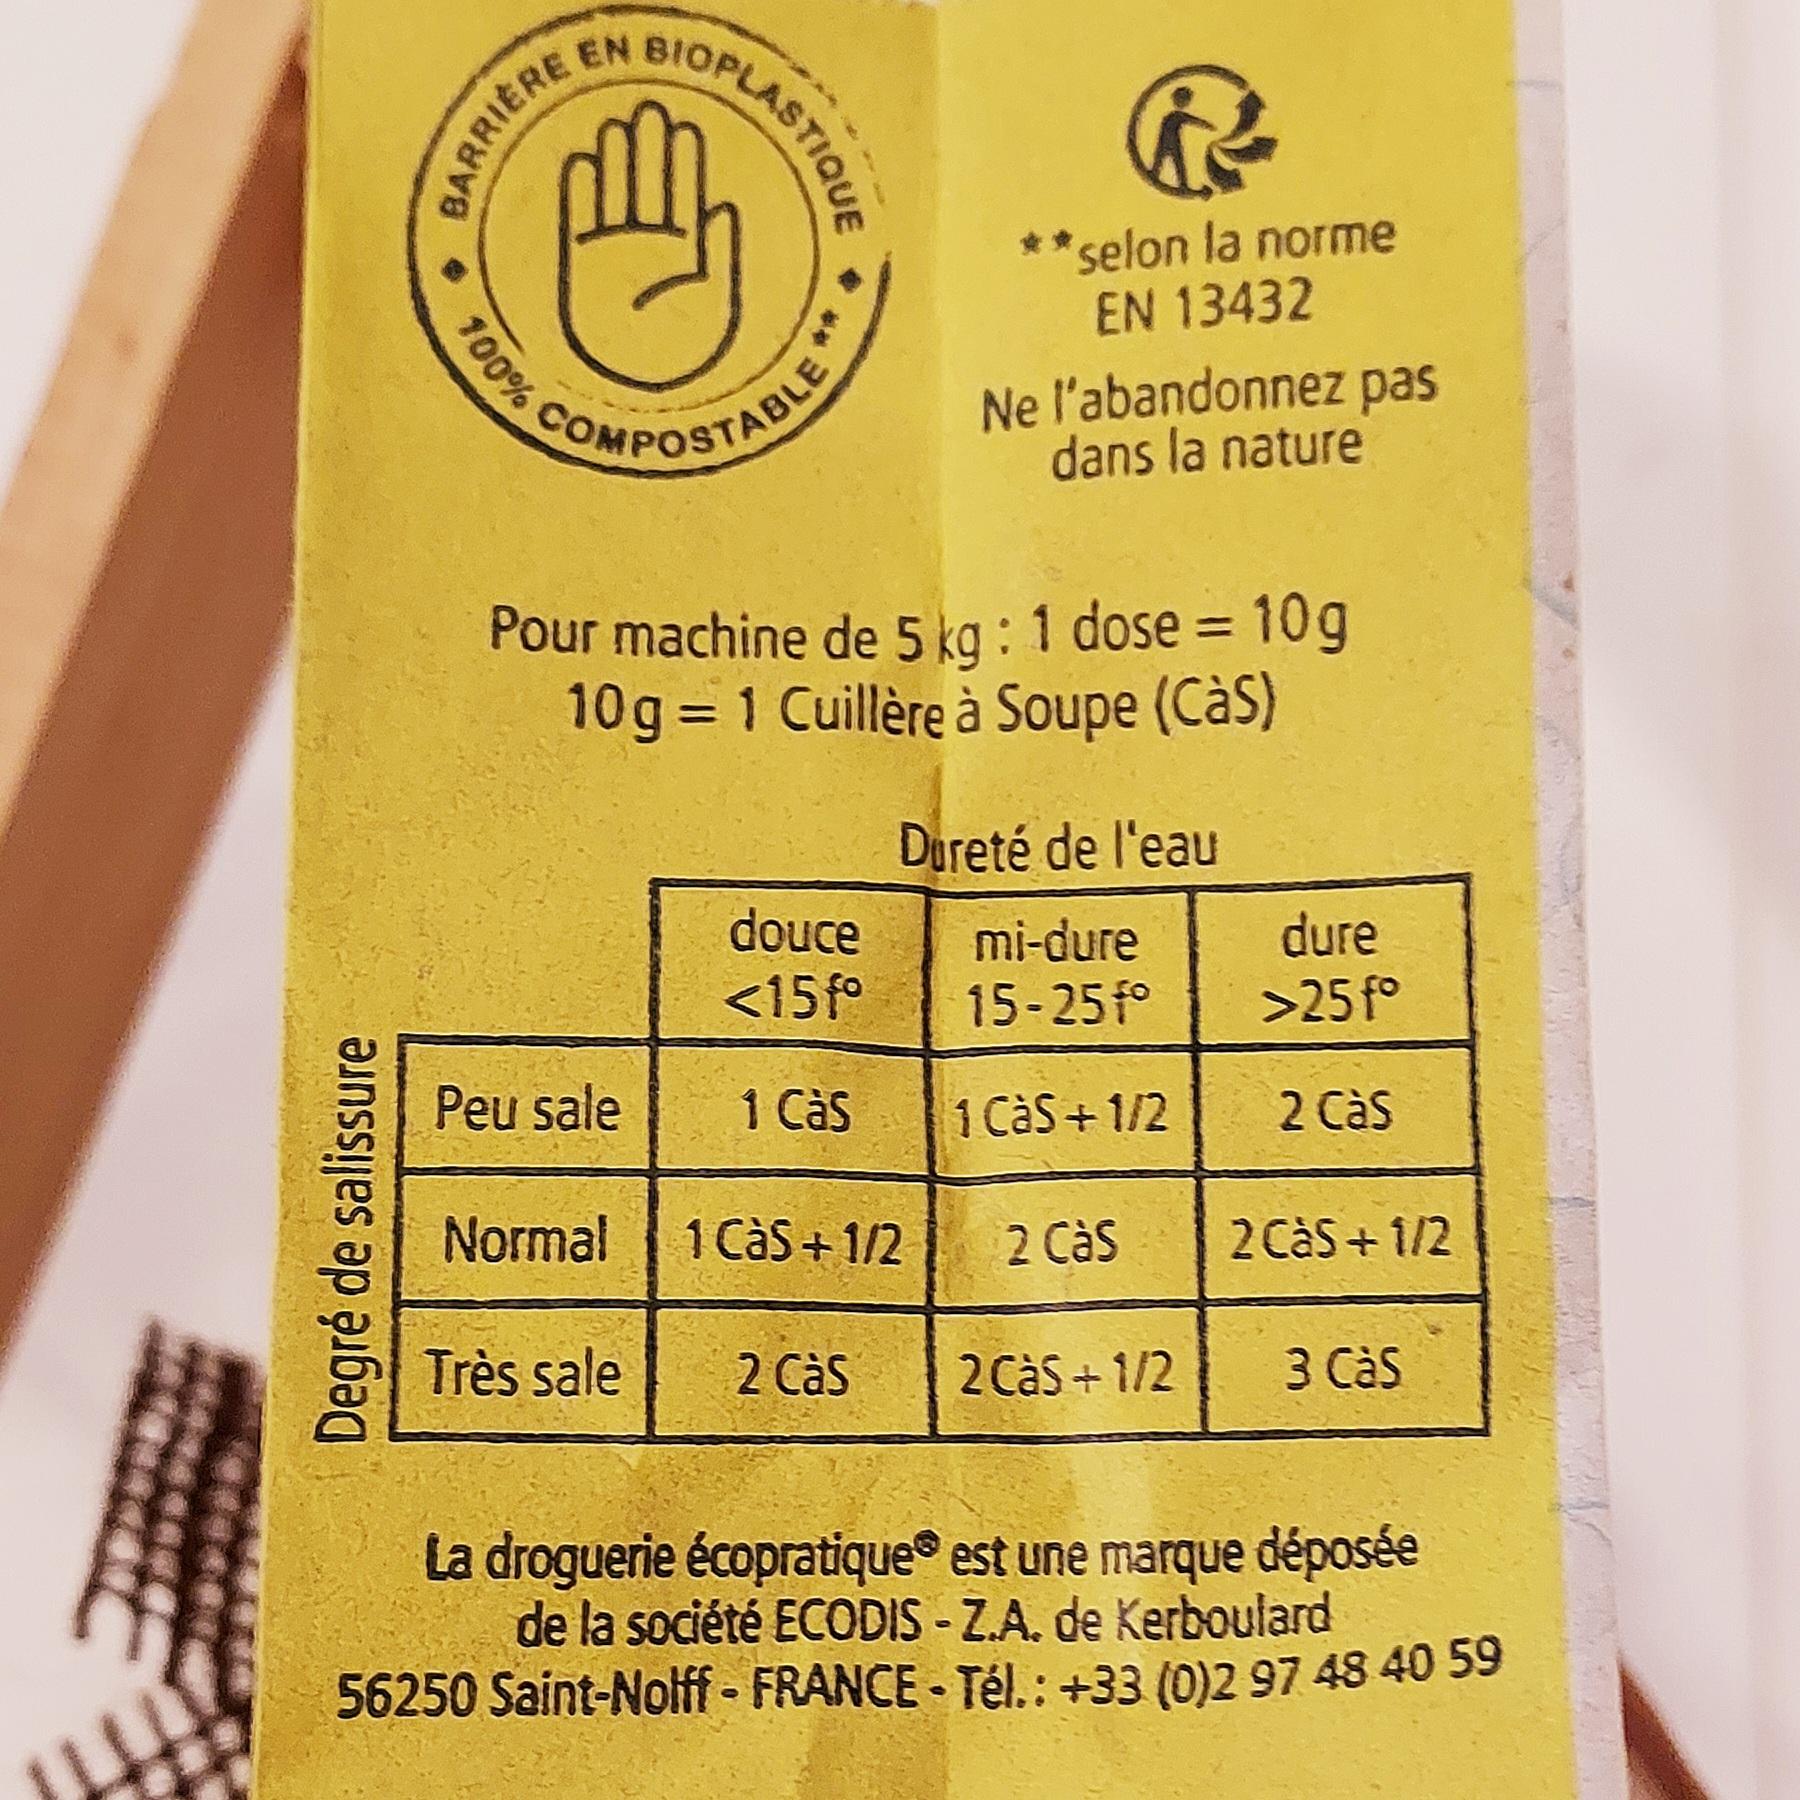 BARRIÈRE EN BIOPLASTIQUE
100% COMPOSTABLE**
**selon la norme
EN 13432
Ne l'abandonnez pas
dans la nature
Pour machine de 5 kg : 1 dose = 10g
10g = 1 Cuillère à Soupe (CàS)
Dureté de l'eau
douce mi-dure dure
<15f° 15-25f° >25f°
Degré de salissure
Peu sale 1 CàS 1 CàS + 1/2 2 CàS
Normal 1 CàS + 1/2 2 CàS 2 CàS + 1/2
Très sale 2 CàS 2 CàS + 1/2 3 CàS
La droguerie écopratique® est une marque déposée
de la société ECODIS - Z.A. de Kerboulard
56250 Saint-Nolff - FRANCE - Tél.: +33 (0)2 97 48 40 59